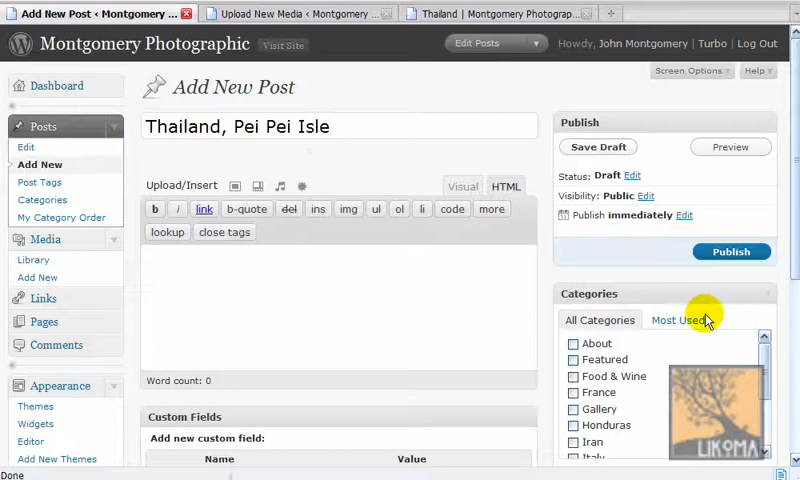 Add New Post ‹ Montgomery ... Upload New Media ‹ Montgomery ... Thailand | Montgomery Photograp...
Montgomery Photographic Visit Site Edit Posts Howdy, John Montgomery | Turbo | Log Out
Screen Options Help
Dashboard
Add New Post
Posts
Edit
Add New
Post Tags
Categories
My Category Order
Media
Library
Add New
Links
Pages
Comments
Appearance
Themes
Widgets
Editor
Add New Themes
Thailand, Pei Pei Isle
Upload/Insert Visual HTML
b i link b-quote del ins img ul ol li code more
lookup close tags
Word count: 0
Custom Fields
Add new custom field:
Name Value
Publish
Save Draft Preview
Status: Draft Edit
Visibility: Public Edit
Publish immediately Edit
Publish
Categories
All Categories Most Used
About
Featured
Food & Wine
France
Gallery
Honduras
Iran
Italy
LIKOMA
Done